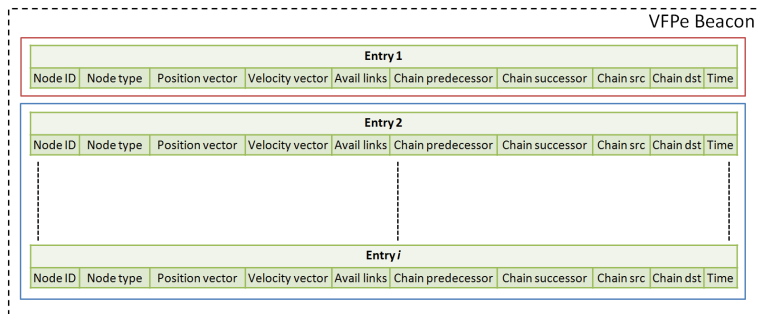 VFPe Beacon
Entry 1
Node ID Node type Position vector Velocity vector Avail links Chain predecessor Chain successor Chain src Chain dst Time
Entry 2
Node ID Node type Position vector Velocity vector Avail links Chain predecessor Chain successor Chain src Chain dst Time
Entry i
Node ID Node type Position vector Velocity vector Avail links Chain predecessor Chain successor Chain src Chain dst Time